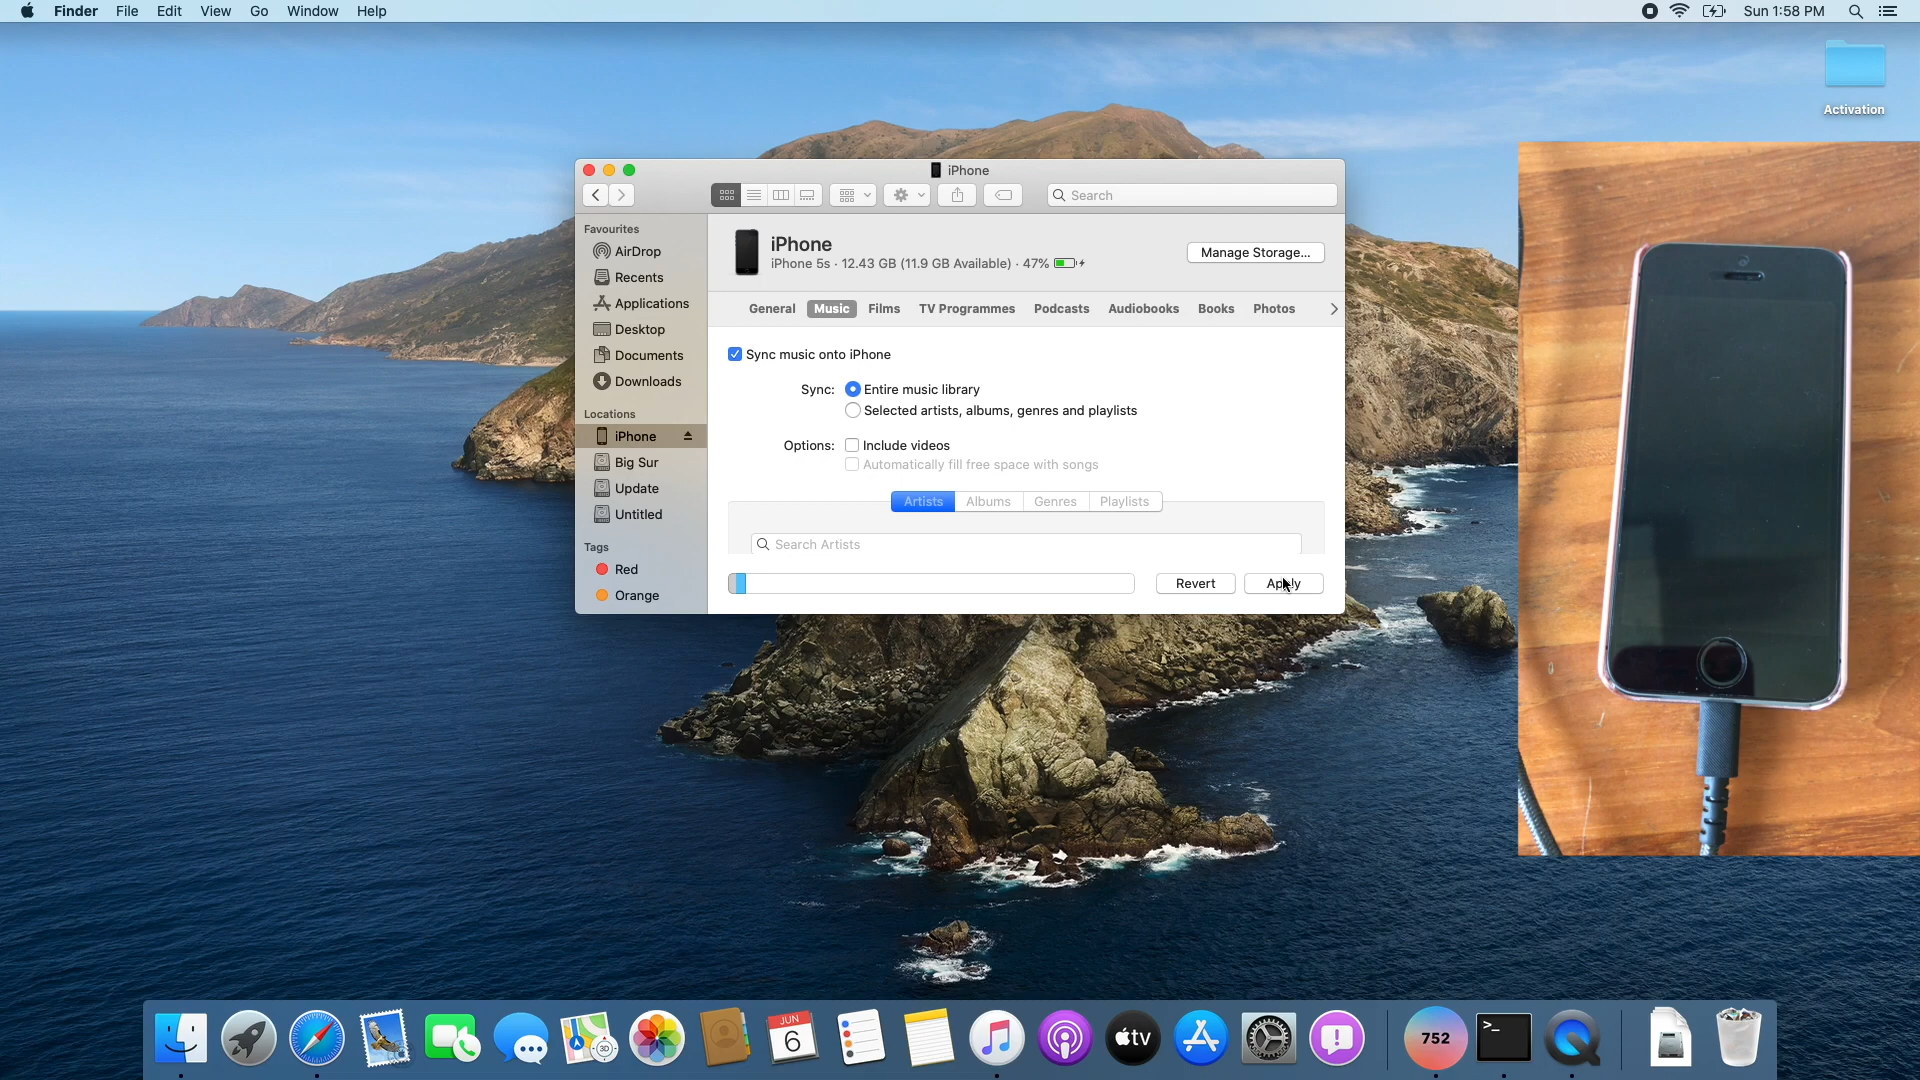 Finder File Edit View Go Window Help Sun 1:58 PM
Activation
iPhone
Search
Favourites
AirDrop
Recents
Applications
Desktop
Documents
Downloads
Locations
iPhone
Big Sur
Update
Untitled
Tags
Red
Orange
iPhone
iPhone 5s · 12.43 GB (11.9 GB Available) · 47%
Manage Storage...
General Music Films TV Programmes Podcasts Audiobooks Books Photos
Sync music onto iPhone
Sync: Entire music library
Selected artists, albums, genres and playlists
Options: Include videos
Automatically fill free space with songs
Artists Albums Genres Playlists
Search Artists
Revert Apply
JUN
6
3D
tv
752
>_